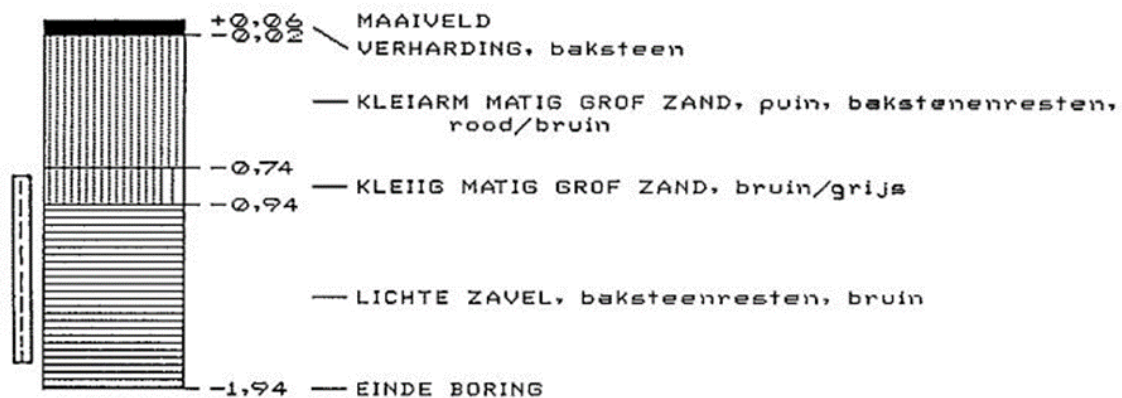 +0,06 MAAIVELD
-0,02 VERHARDING, baksteen
KLEIARM MATIG GROF ZAND, puin, bakstenenresten,
rood/bruin
-0,74
KLEIIG MATIG GROF ZAND, bruin/grijs
-0,94
LICHTE ZAVEL, baksteenresten, bruin
-1,94 EINDE BORING